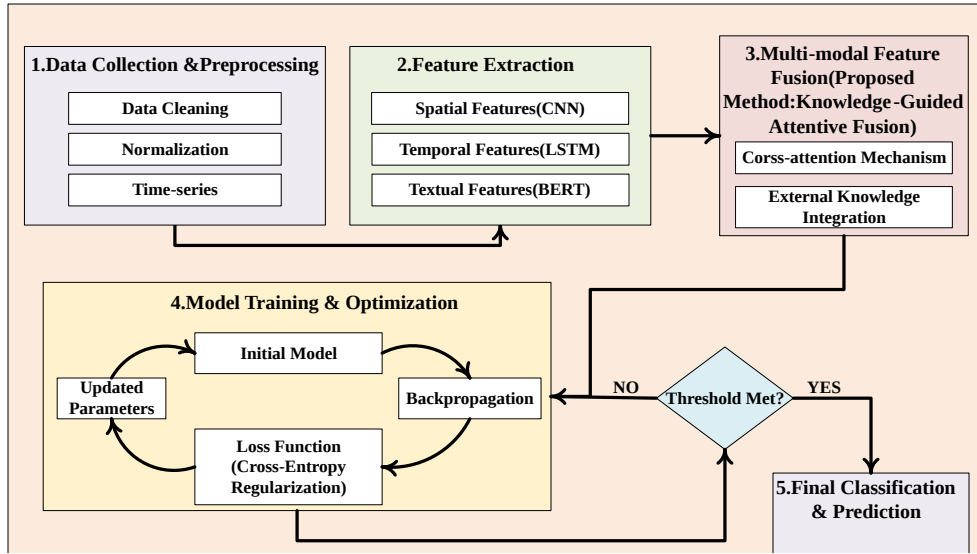 1.Data Collection &Preprocessing
Data Cleaning
Normalization
Time-series
2.Feature Extraction
Spatial Features(CNN)
Temporal Features(LSTM)
Textual Features(BERT)
3.Multi-modal Feature
Fusion(Proposed
Method:Knowledge-Guided
Attentive Fusion)
Corss-attention Mechanism
External Knowledge
Integration
4.Model Training & Optimization
Initial Model
Updated
Parameters
Backpropagation
Loss Function
(Cross-Entropy
Regularization)
NO
Threshold Met?
YES
5.Final Classification
& Prediction